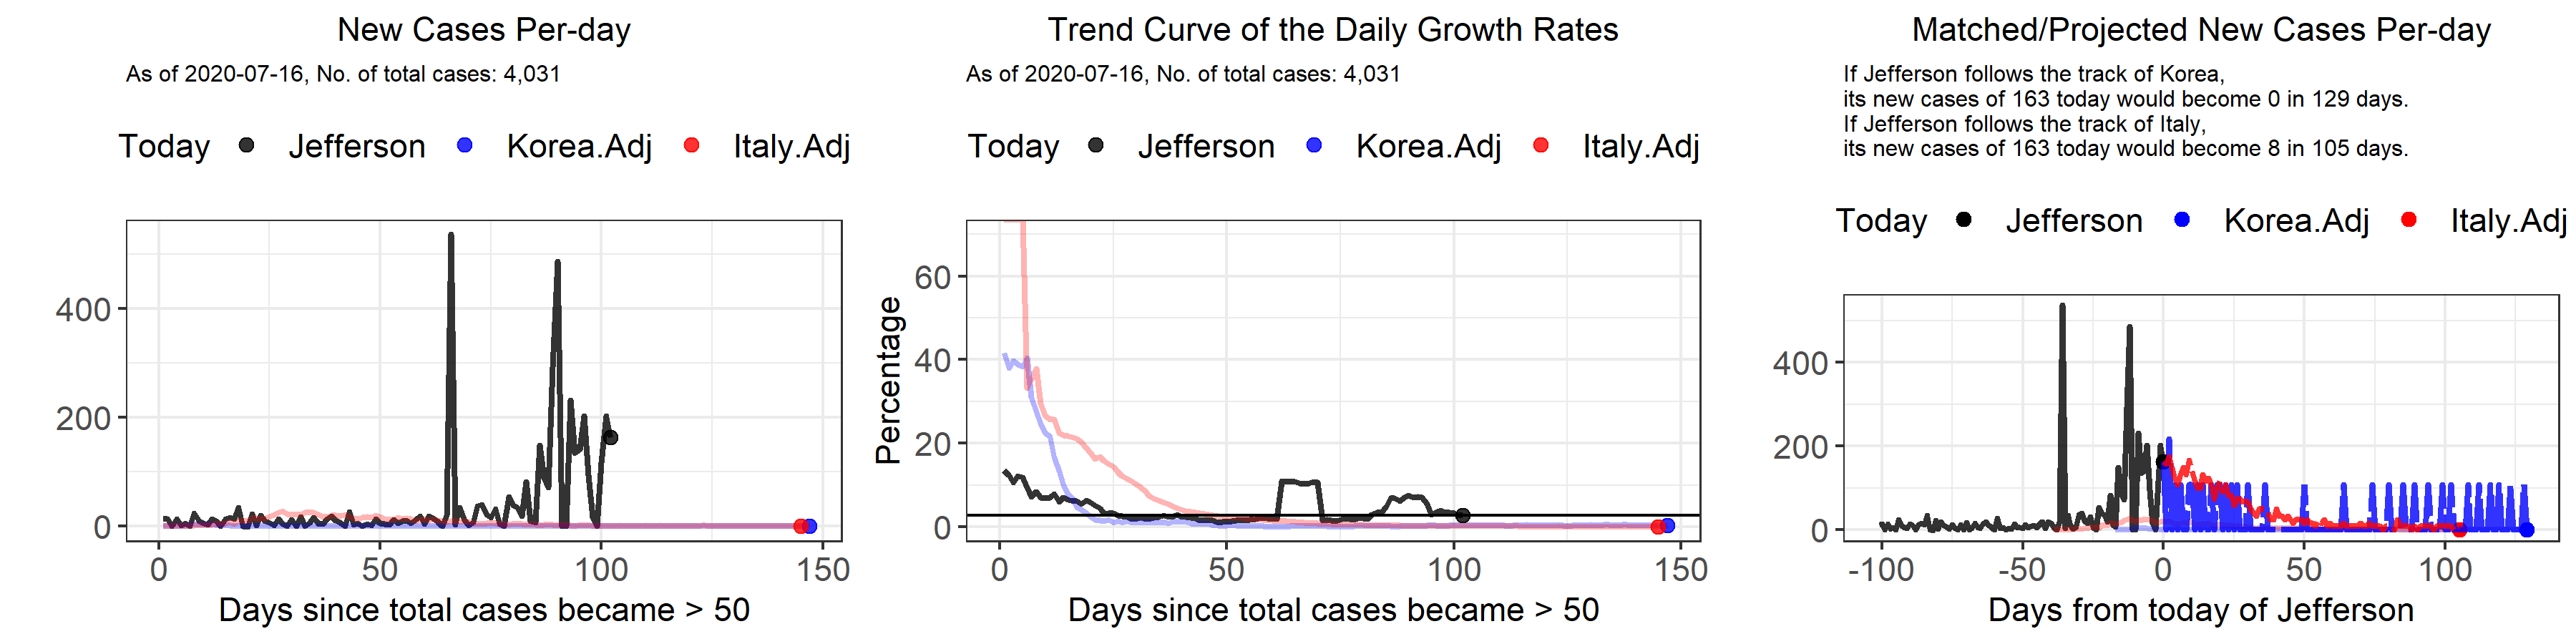 New Cases Per-day
As of 2020-07-16, No. of total cases: 4,031
Today Jefferson Korea.Adj Italy.Adj
400
200
0
0 50 100 150
Days since total cases became > 50
Trend Curve of the Daily Growth Rates
As of 2020-07-16, No. of total cases: 4,031
Today Jefferson Korea.Adj Italy.Adj
Percentage
60
40
20
0
0 50 100 150
Days since total cases became > 50
Matched/Projected New Cases Per-day
If Jefferson follows the track of Korea,
its new cases of 163 today would become 0 in 129 days.
If Jefferson follows the track of Italy,
its new cases of 163 today would become 8 in 105 days.
Today Jefferson Korea.Adj Italy.Adj
400
200
0
-100 -50 0 50 100
Days from today of Jefferson